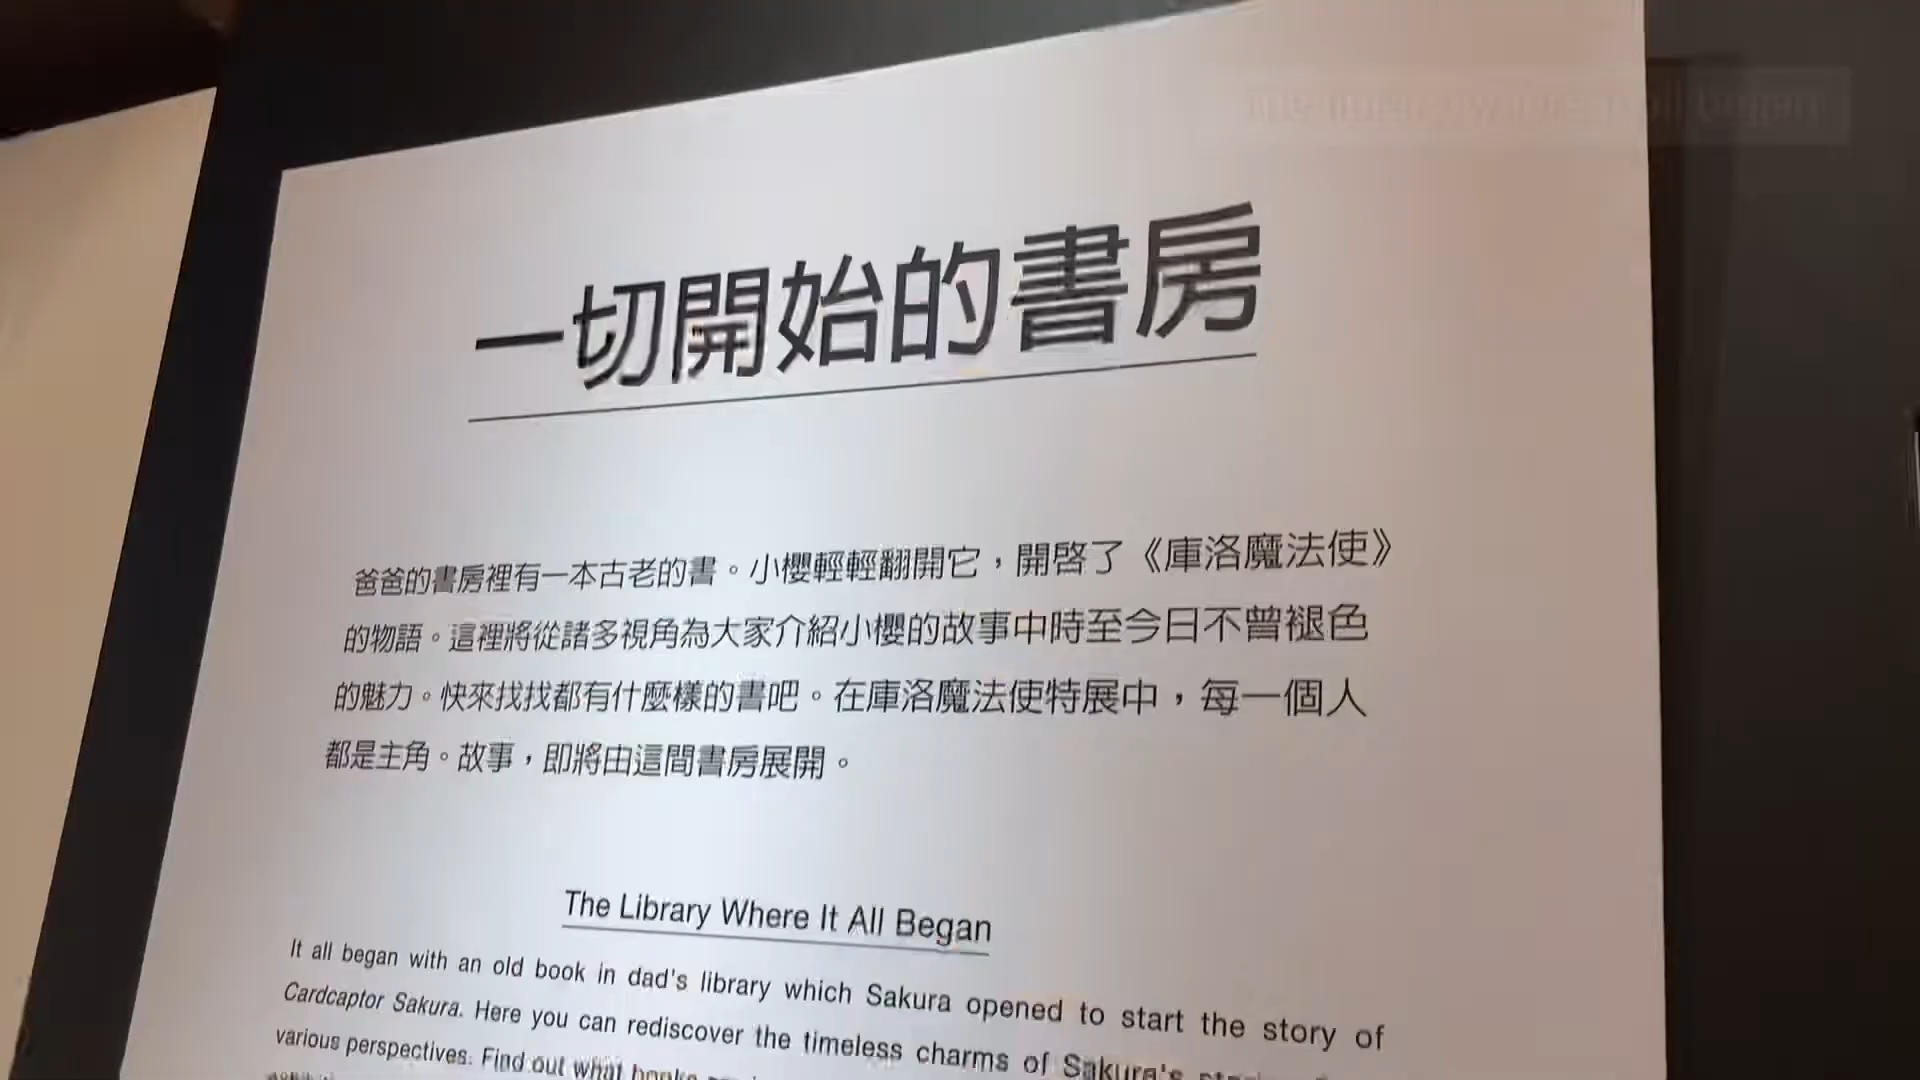 一切開始的書房
爸爸的書房裡有一本古老的書。小櫻輕輕翻開它，開啓了《庫洛魔法使》
的物語。這裡將從諸多視角為大家介紹小櫻的故事中時至今日不曾褪色
的魅力。快來找找都有什麼樣的書吧。在庫洛魔法使特展中，每一個人
都是主角。故事，即將由這間書房展開。
The Library Where It All Began
It all began with an old book in dad's library which Sakura opened to start the story of
Cardcaptor Sakura. Here you can rediscover the timeless charms of Sakura's
various perspectives. Find out what books